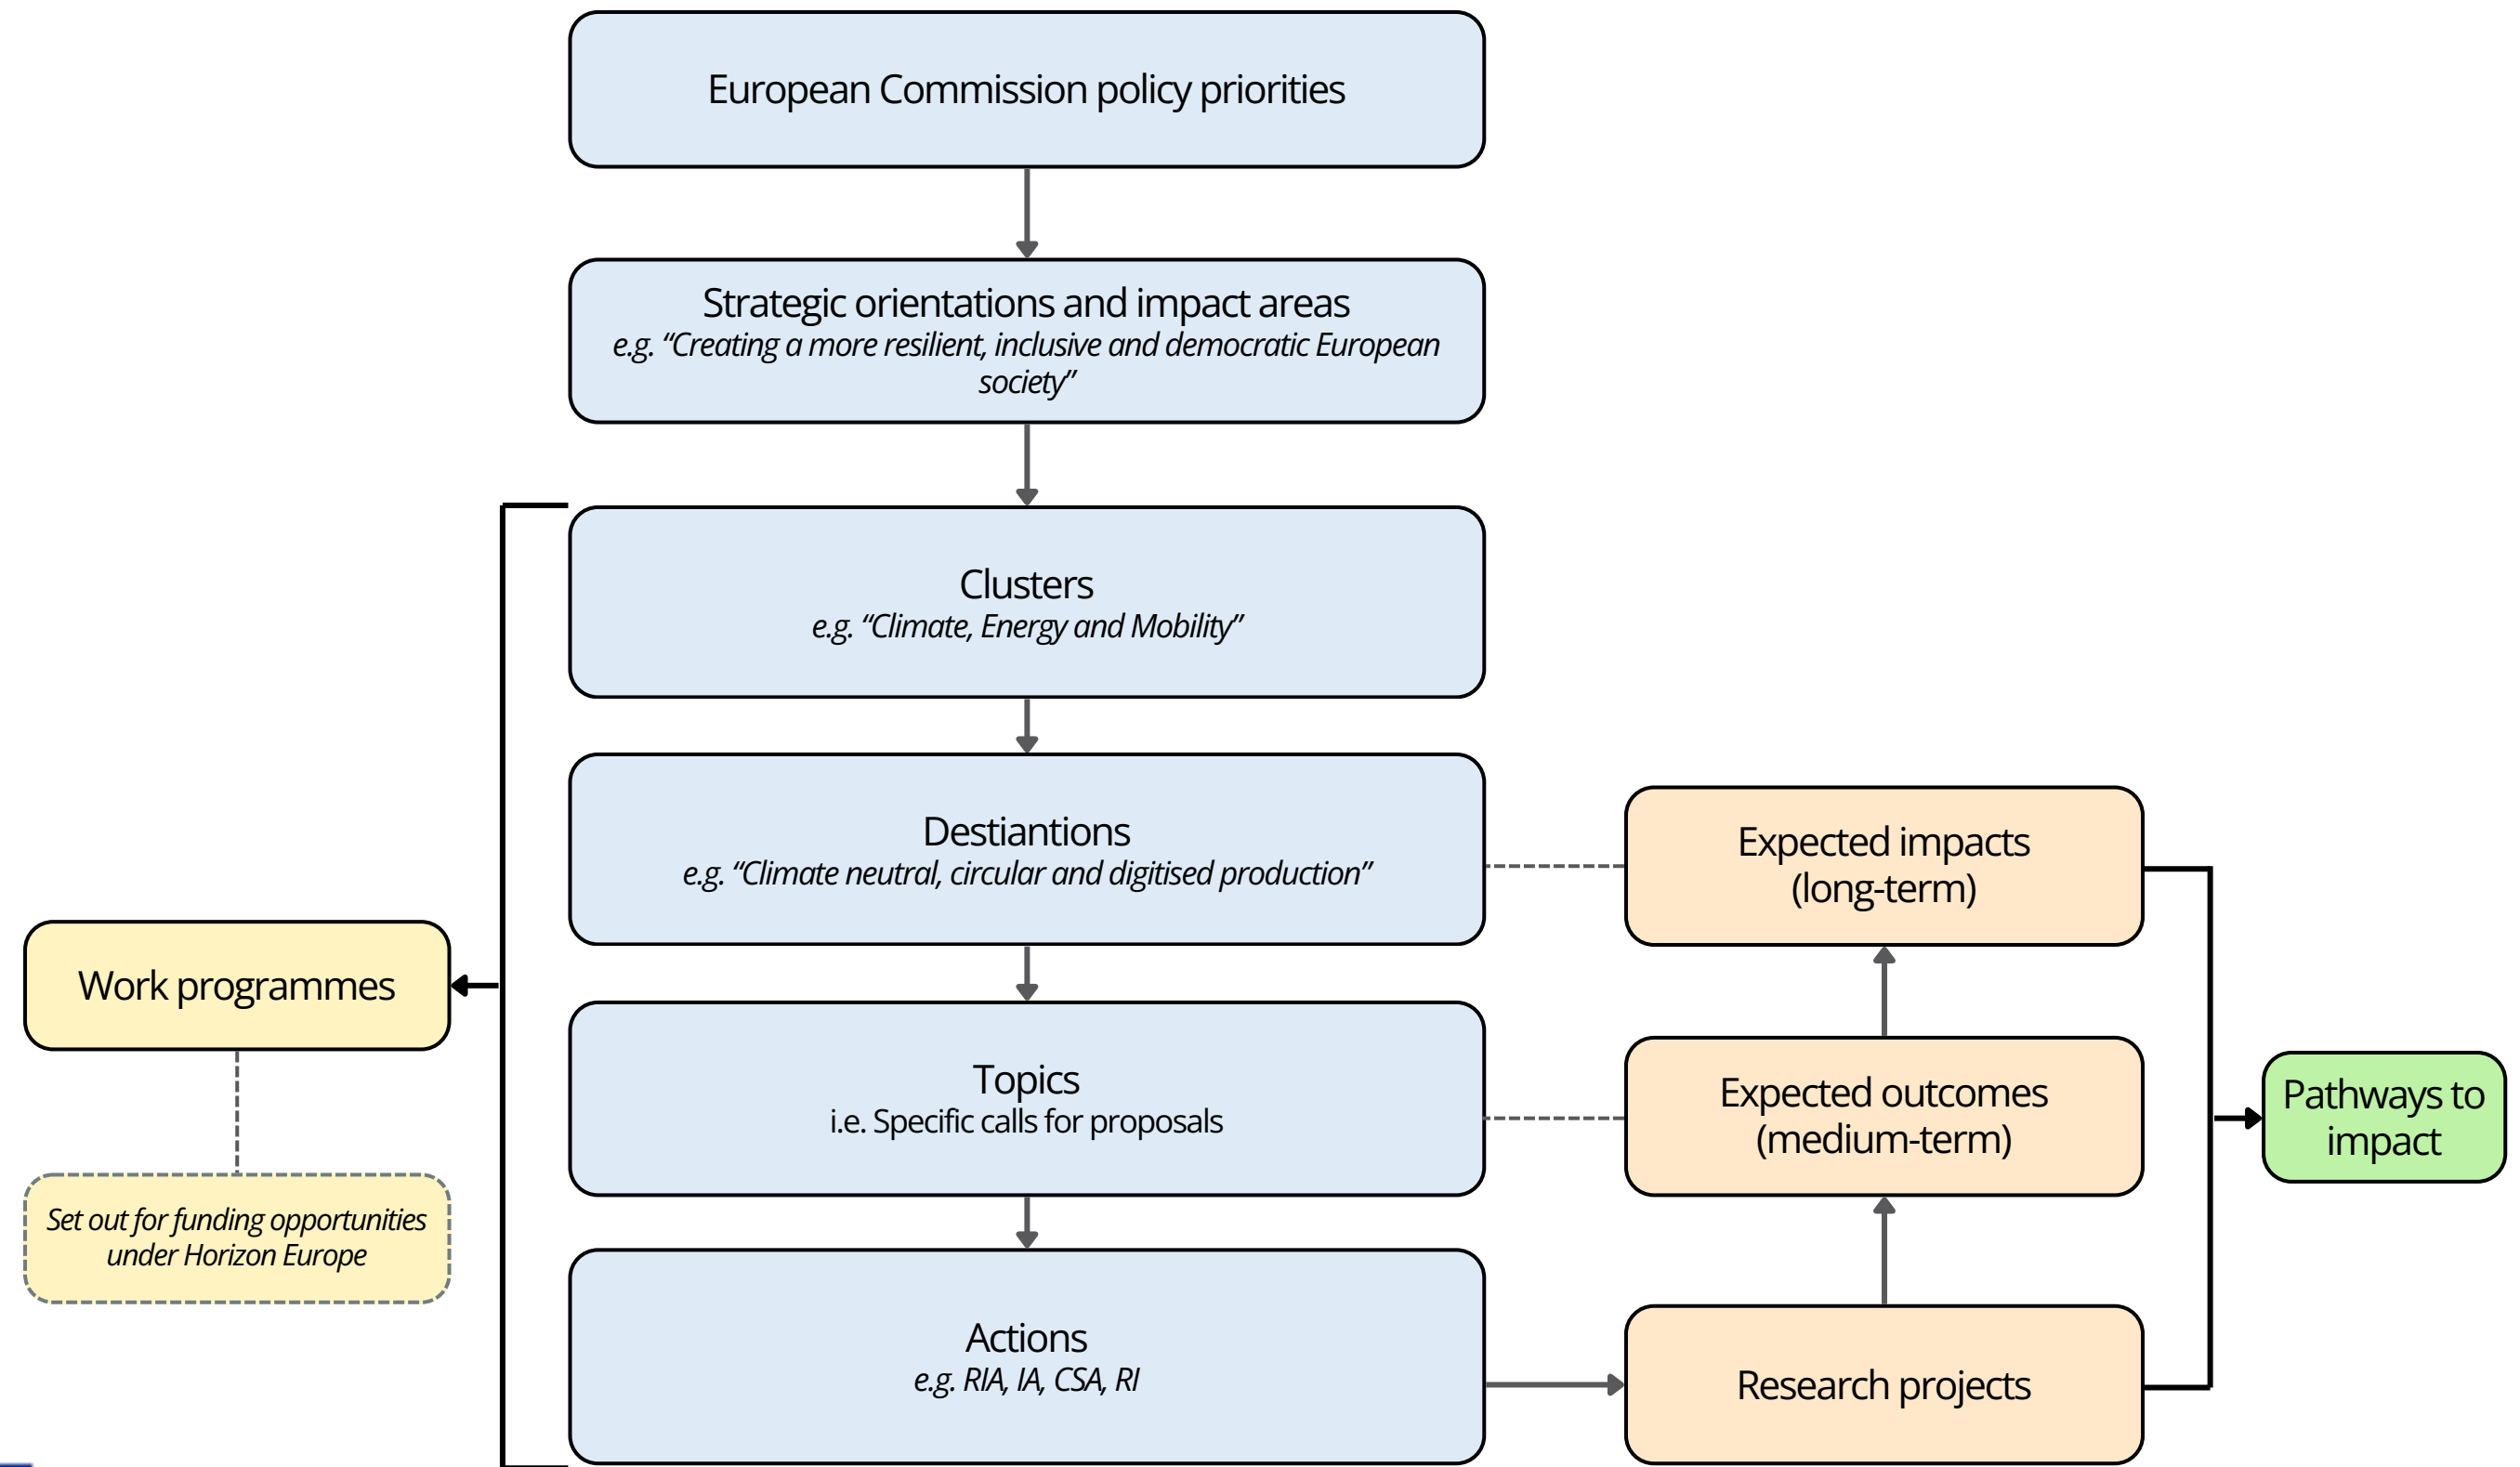 European Commission policy priorities
Strategic orientations and impact areas
e.g. “Creating a more resilient, inclusive and democratic European
society”
Clusters
e.g. “Climate, Energy and Mobility”
Destiantions
e.g. “Climate neutral, circular and digitised production”
Expected impacts
(long-term)
Work programmes
Topics
i.e. Specific calls for proposals
Expected outcomes
(medium-term)
Pathways to
impact
Set out for funding opportunities
under Horizon Europe
Actions
e.g. RIA, IA, CSA, RI
Research projects